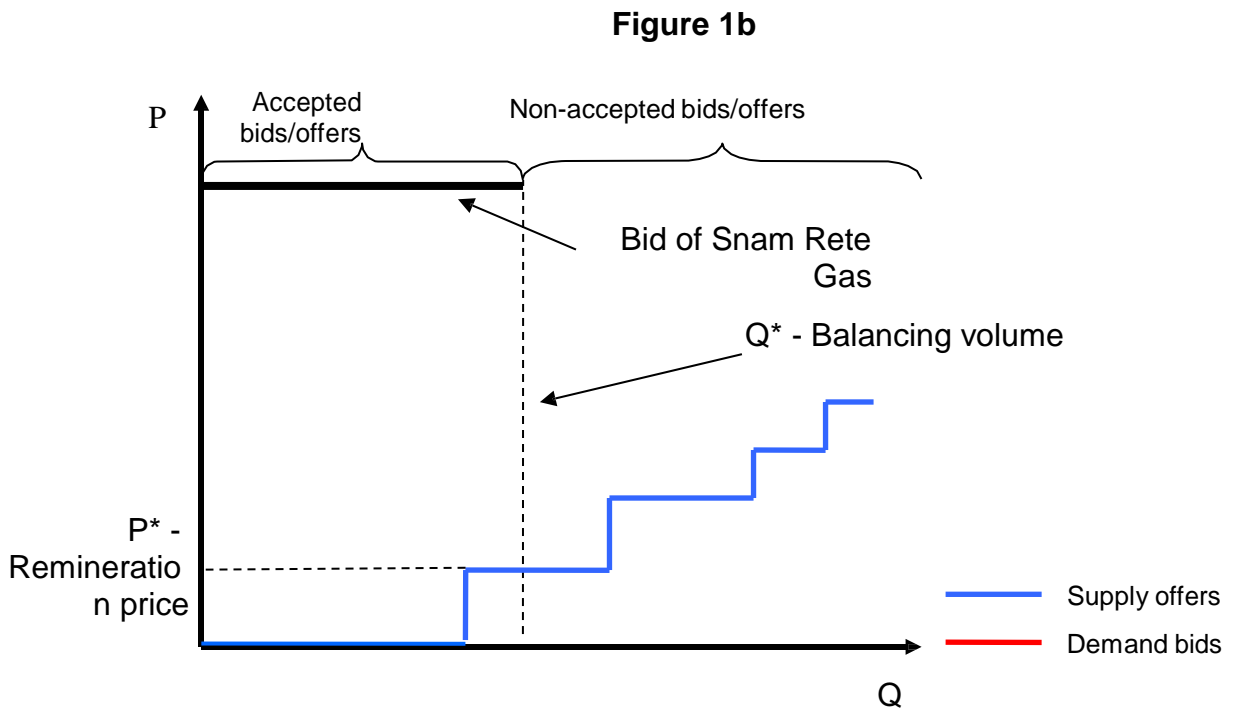 Figure 1b
P
Accepted
bids/offers
Non-accepted bids/offers
Bid of Snam Rete
Gas
Q* - Balancing volume
P* -
Remineratio
n price
Supply offers
Demand bids
Q